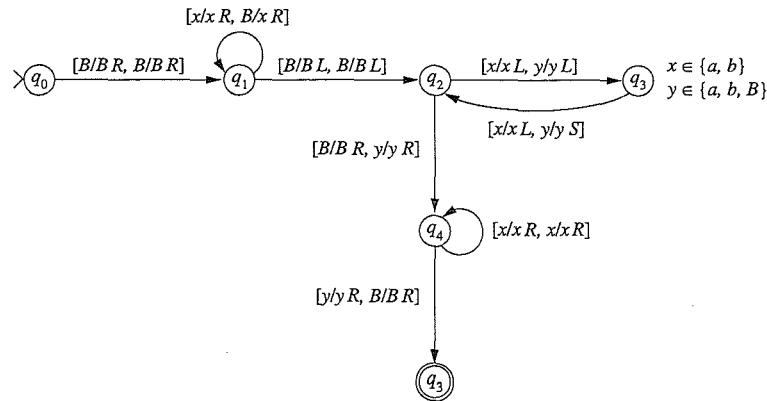 [x/x R, B/x R]
q0 [B/B R, B/B R] q1 [B/B L, B/B L] q2 [x/x L, y/y L] q3 x ∈ {a, b}
y ∈ {a, b, B}
[x/x L, y/y S]
[B/B R, y/y R]
q4 [x/x R, x/x R]
[y/y R, B/B R]
q3